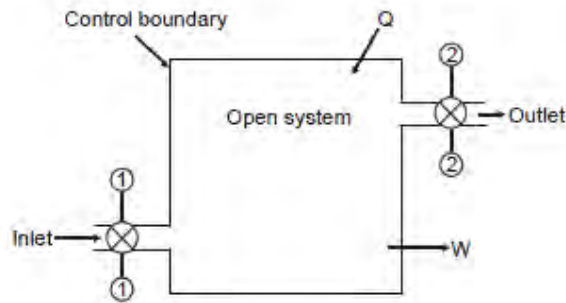 Control boundary
Q
2
Open system
Outlet
2
1
Inlet
W
1